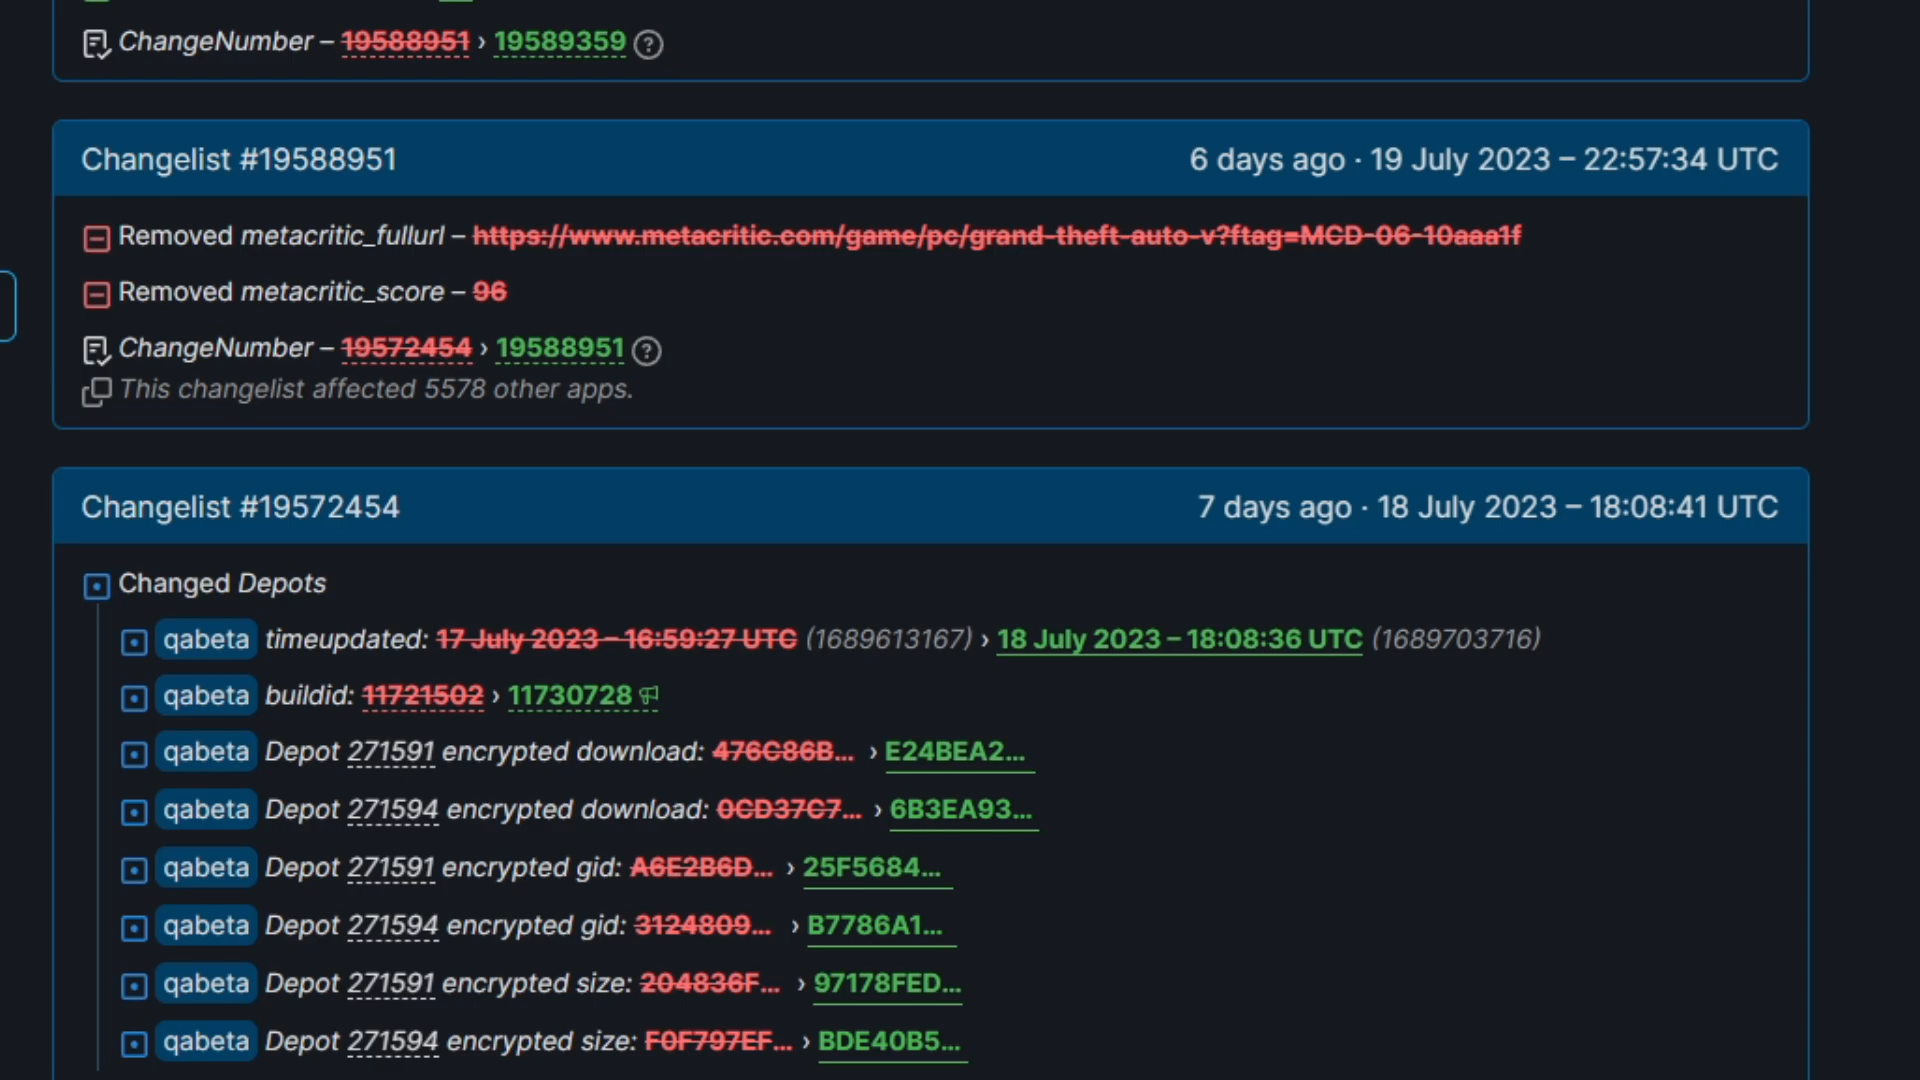 ChangeNumber – 19588951 › 19589359 ?
Changelist #19588951 6 days ago · 19 July 2023 – 22:57:34 UTC
Removed metacritic_fullurl – https://www.metacritic.com/game/pc/grand-theft-auto-v?ftag=MCD-06-10aaa1f
Removed metacritic_score – 96
ChangeNumber – 19572454 › 19588951 ?
This changelist affected 5578 other apps.
Changelist #19572454 7 days ago · 18 July 2023 – 18:08:41 UTC
Changed Depots
qabeta timeupdated: 17 July 2023 – 16:59:27 UTC (1689613167) › 18 July 2023 – 18:08:36 UTC (1689703716)
qabeta buildid: 11721502 › 11730728
qabeta Depot 271591 encrypted download: 476C86B... › E24BEA2...
qabeta Depot 271594 encrypted download: 0CD37C7... › 6B3EA93...
qabeta Depot 271591 encrypted gid: A6E2B6D... › 25F5684...
qabeta Depot 271594 encrypted gid: 3124809... › B7786A1...
qabeta Depot 271591 encrypted size: 204836F... › 97178FED...
qabeta Depot 271594 encrypted size: F0F797EF... › BDE40B5...